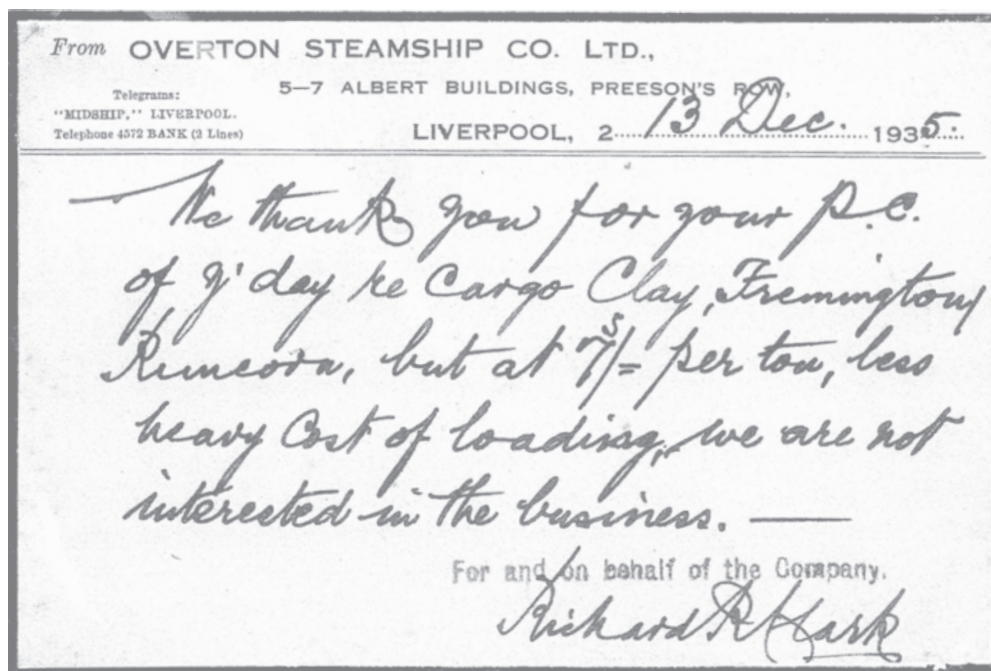 From OVERTON STEAMSHIP CO. LTD.,
5–7 ALBERT BUILDINGS, PREESON'S ROW,
Telegrams:
"MIDSHIP," LIVERPOOL.
Telephone 4572 BANK (2 Lines)
LIVERPOOL, 2 13 Dec. 1935.
We thank you for your P.C.
of y'day re Cargo Clay, Fremington/
Runcorn, but at 7s/= per ton, less
heavy Cost of loading, we are not
interested in the business. —
For and on behalf of the Company.
Richard R Clark